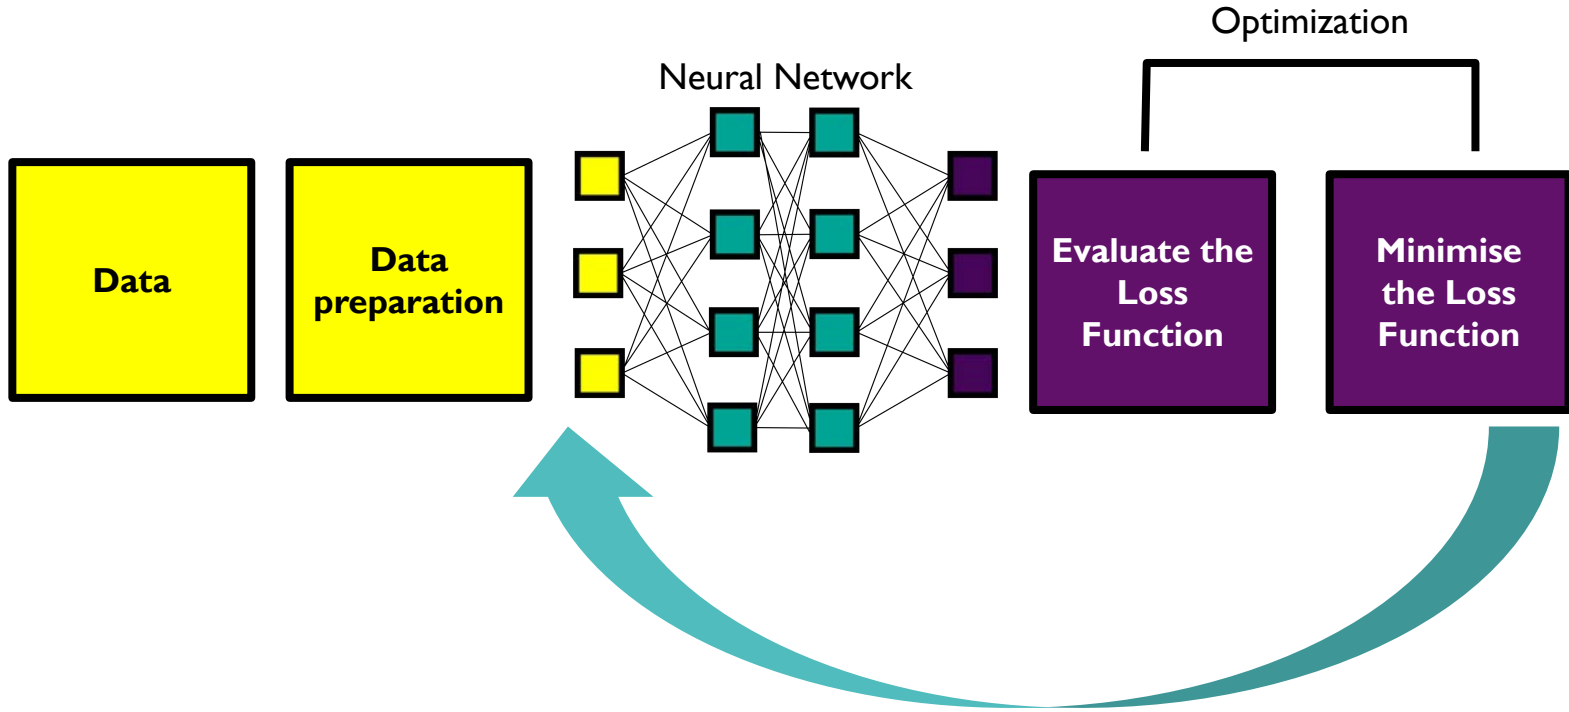 Optimization
Neural Network
Data
Data
preparation
Evaluate the
Loss
Function
Minimise
the Loss
Function